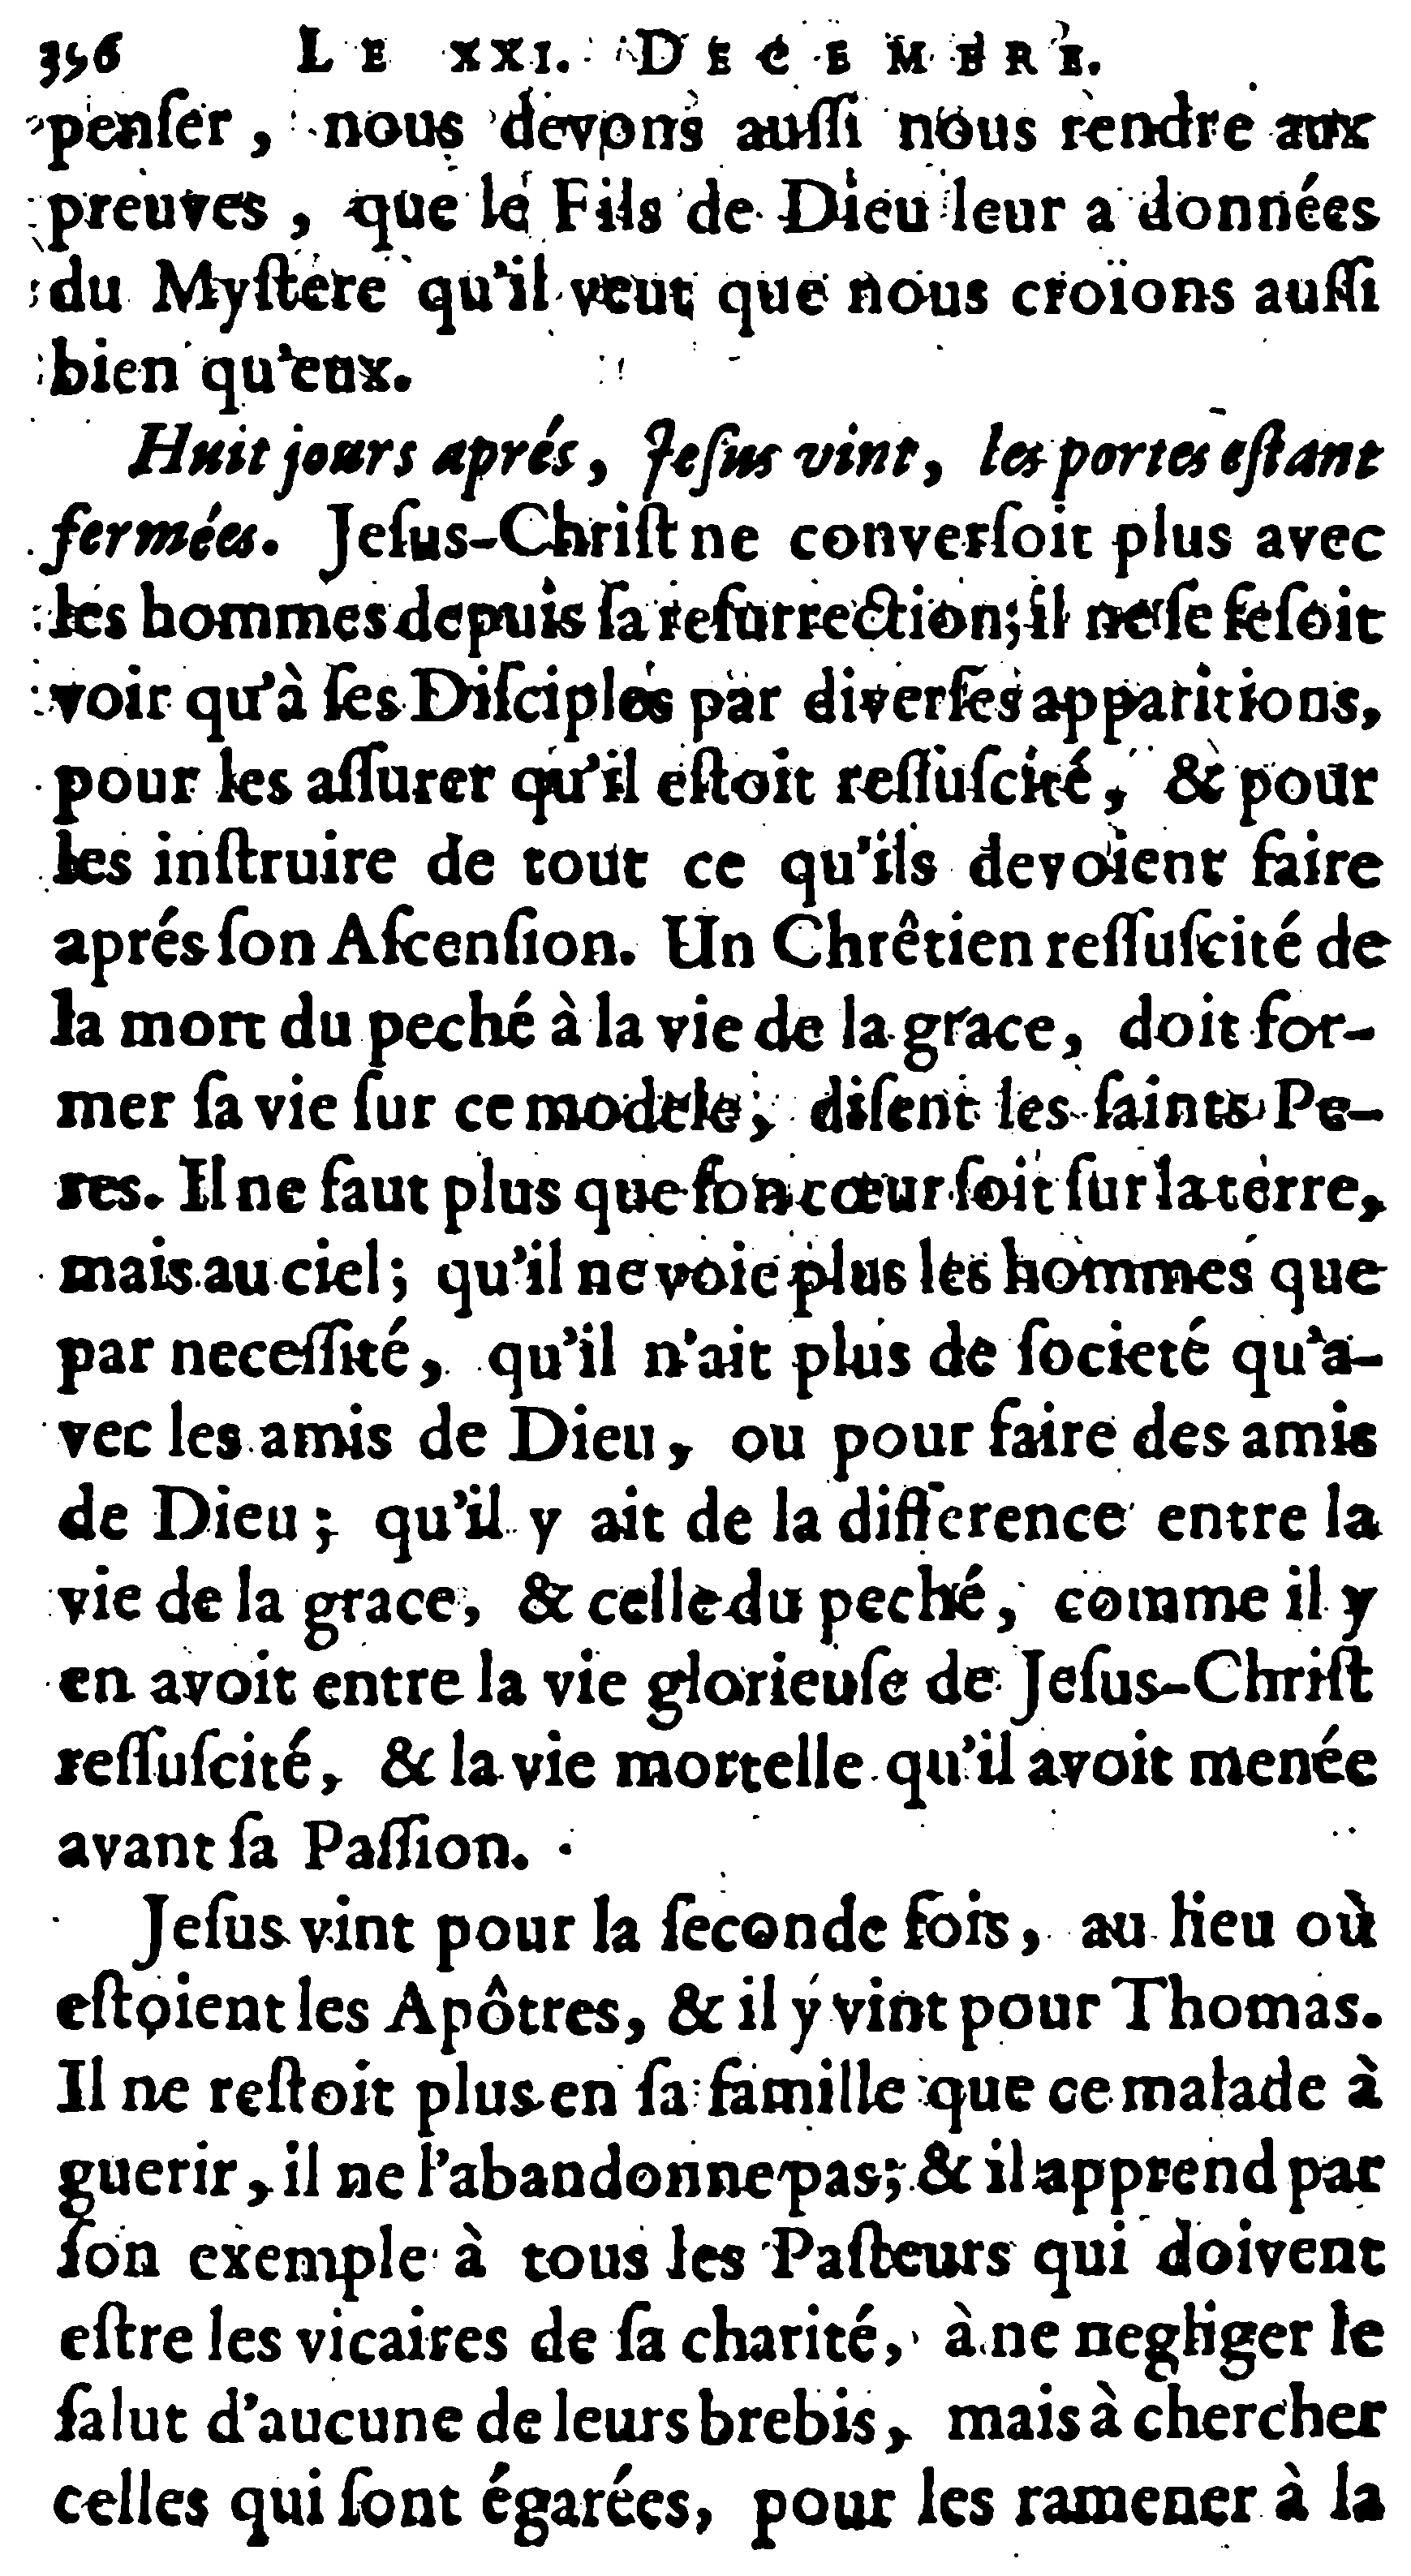 356 LE XXI. DECEMBRE.
penſer, nous devons auſſi nous rendre aux
preuves, que le Fils de Dieu leur a données
du Myſtére qu'il veut que nous croïons auſſi
bien qu'eux.
Huit jours aprés, Jeſus vint, les portes eſtant
fermées. Jeſus-Chriſt ne converſoit plus avec
les hommes depuis ſa reſurrection; il ne ſe feſoit
voir qu'à ſes Diſciples par diverſes apparitions,
pour les aſſurer qu'il eſtoit reſſuſcité, & pour
les inſtruire de tout ce qu'ils devoient faire
aprés ſon Aſcenſion. Un Chrêtien reſſuſcité de
la mort du peché à la vie de la grace, doit for-
mer ſa vie ſur ce modele, diſent les ſaints Pe-
res. Il ne faut plus que ſon cœur ſoit ſur la terre,
mais au ciel; qu'il ne voie plus les hommes que
par neceſſité, qu'il n'ait plus de ſocieté qu'a-
vec les amis de Dieu, ou pour faire des amis
de Dieu; qu'il y ait de la difference entre la
vie de la grace, & celle du peché, comme il y
en avoit entre la vie glorieuſe de Jeſus-Chriſt
reſſuſcité, & la vie mortelle qu'il avoit menée
avant ſa Paſſion.
Jeſus vint pour la ſeconde fois, au lieu où
eſtoient les Apôtres, & il y vint pour Thomas.
Il ne reſtoit plus en ſa famille que ce malade à
guerir, il ne l'abandonne pas; & il apprend par
ſon exemple à tous les Paſteurs qui doivent
eſtre les vicaires de ſa charité, à ne negliger le
ſalut d'aucune de leurs brebis, mais à chercher
celles qui ſont égarées, pour les ramener à la